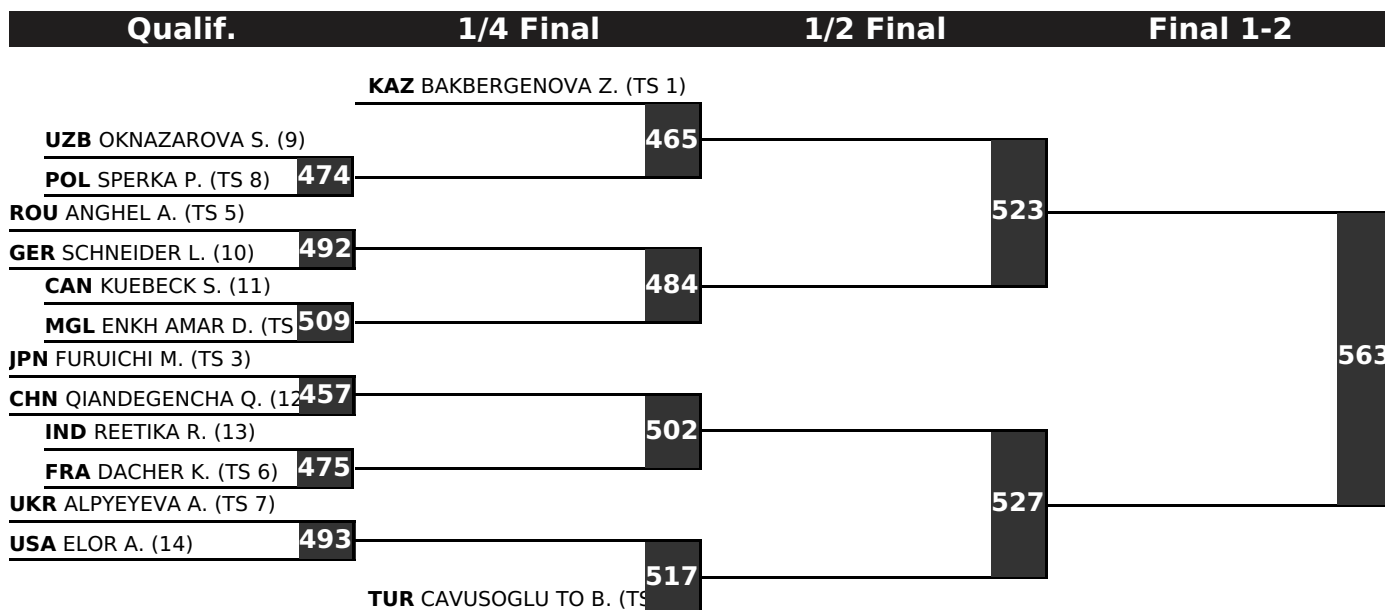 Qualif. 1/4 Final 1/2 Final Final 1-2
KAZ BAKBERGENOVA Z. (TS 1)
465
UZB OKNAZAROVA S. (9)
474
POL SPERKA P. (TS 8)
ROU ANGHEL A. (TS 5)
523
492
GER SCHNEIDER L. (10)
484
CAN KUEBECK S. (11)
509
MGL ENKH AMAR D. (TS
563
JPN FURUICHI M. (TS 3)
457
CHN QIANDEGENCHA Q. (12
502
IND REETIKA R. (13)
475
FRA DACHER K. (TS 6)
527
UKR ALPYEYEVA A. (TS 7)
493
USA ELOR A. (14)
517
TUR CAVUSOGLU TO B. (TS